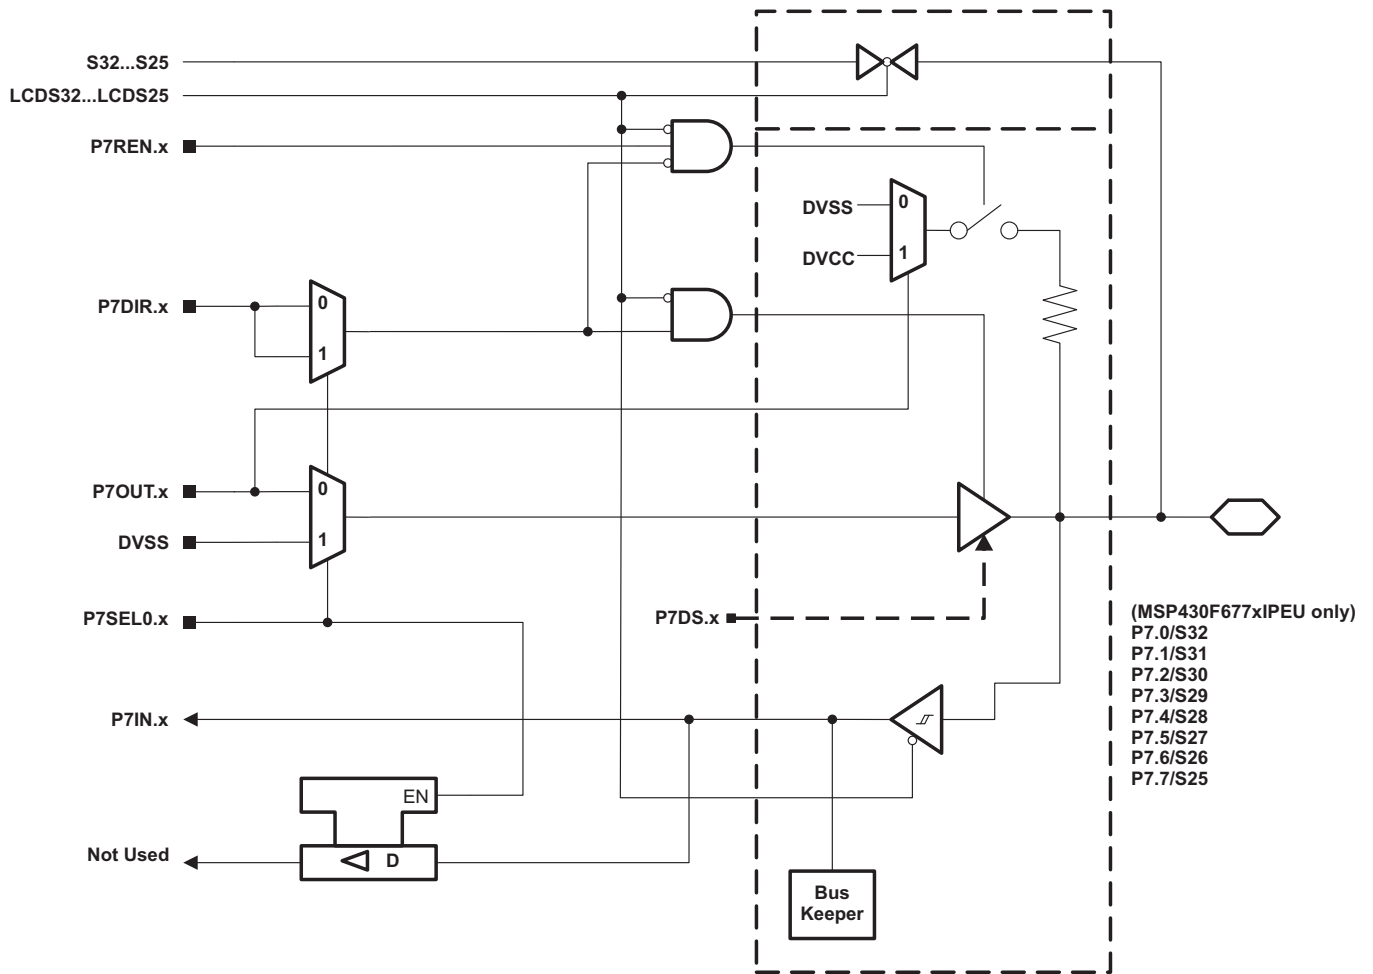 S32...S25
LCDS32...LCDS25
P7REN.x
DVSS
0
DVCC
1
P7DIR.x
0
1
P7OUT.x
0
DVSS
1
P7SEL0.x
P7DS.x
(MSP430F677xIPEU only)
P7.0/S32
P7.1/S31
P7.2/S30
P7.3/S29
P7.4/S28
P7.5/S27
P7.6/S26
P7.7/S25
P7IN.x
EN
Not Used
D
Bus
Keeper